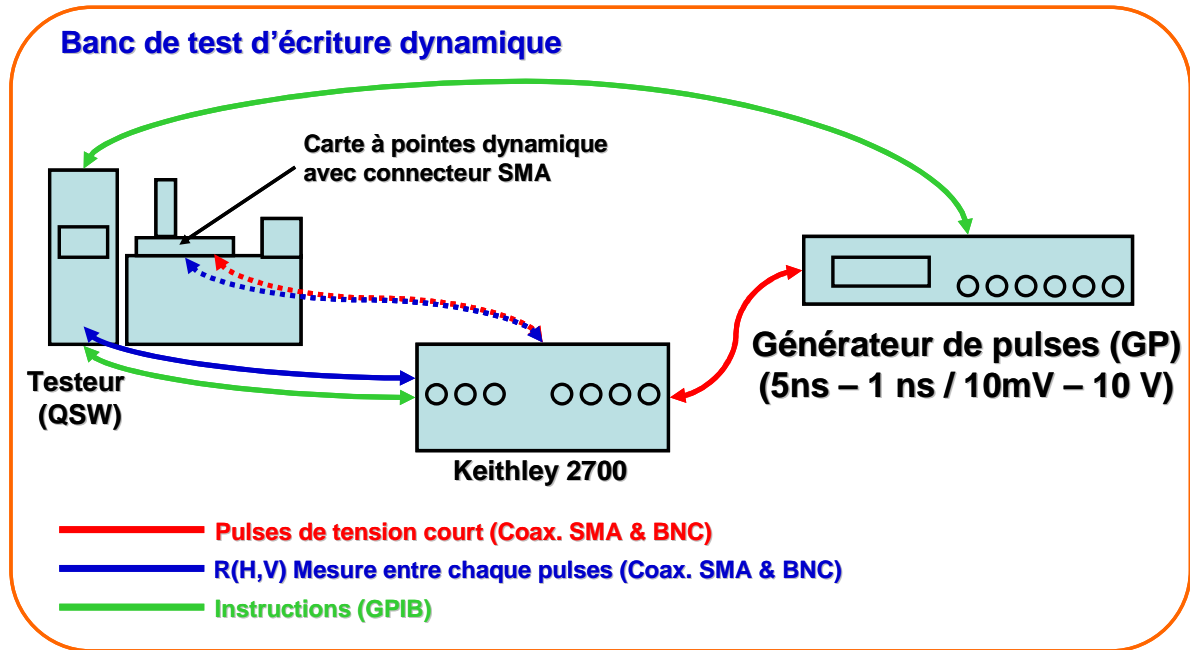 Banc de test d'écriture dynamique
Carte à pointes dynamique
avec connecteur SMA
Testeur
(QSW)
Générateur de pulses (GP)
(5ns – 1 ns / 10mV – 10 V)
Keithley 2700
Pulses de tension court (Coax. SMA & BNC)
R(H,V) Mesure entre chaque pulses (Coax. SMA & BNC)
Instructions (GPIB)